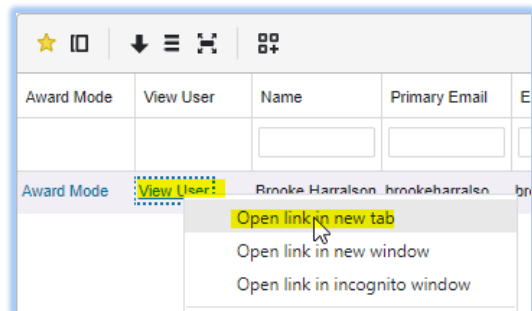 Award Mode View User Name Primary Email E
Award Mode View User Brooke Harralson brookeharralso br
Open link in new tab
Open link in new window
Open link in incognito window